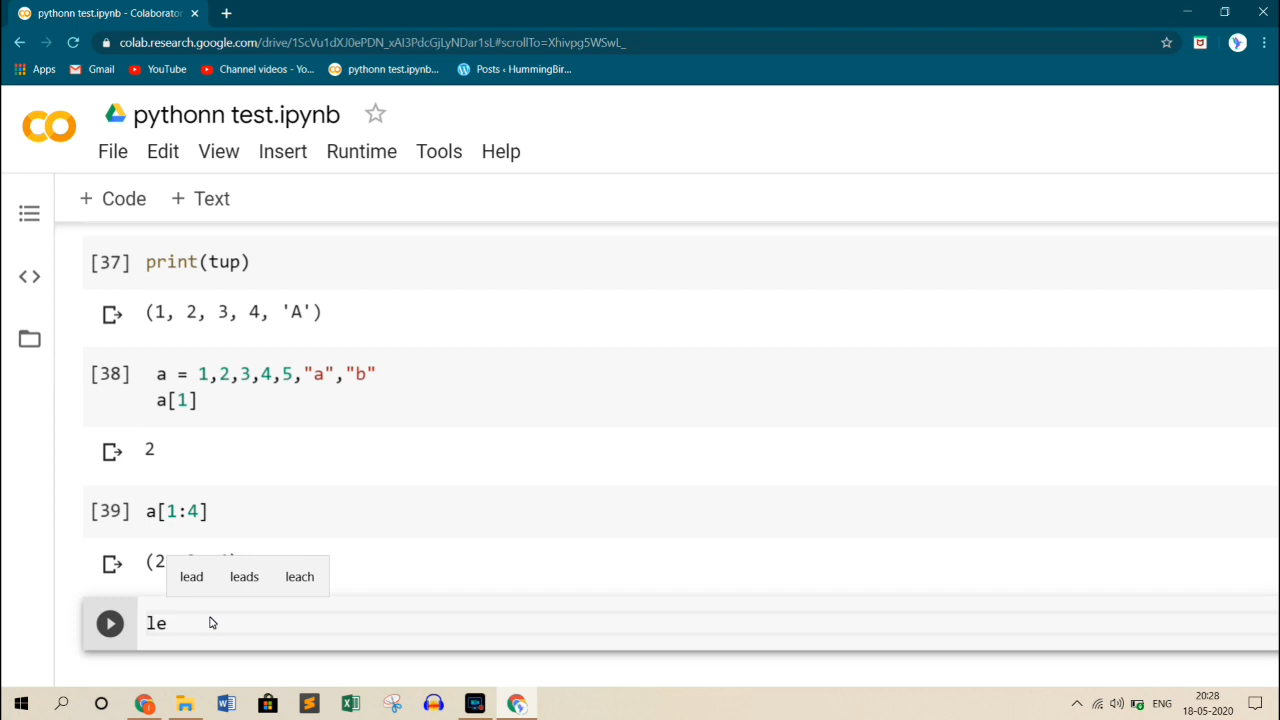 pythonn test.ipynb - Colaborator
colab.research.google.com/drive/1ScVu1dXJ0ePDN_xAI3PdcGjLyNDar1sL#scrollTo=Xhivpg5WSwL_
Apps Gmail YouTube Channel videos - Yo... pythonn test.ipynb... Posts ‹ HummingBir...
pythonn test.ipynb
File Edit View Insert Runtime Tools Help
+ Code + Text
[37] print(tup)
(1, 2, 3, 4, 'A')
[38] a = 1,2,3,4,5,"a","b"
a[1]
2
[39] a[1:4]
(2
lead leads leach
le
ENG
20:28
18-05-2020